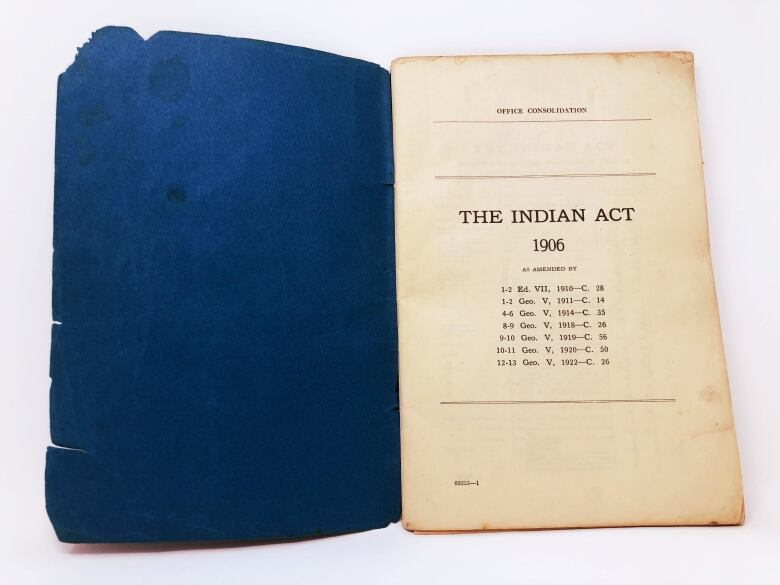 OFFICE CONSOLIDATION
THE INDIAN ACT
1906
AS AMENDED BY
1-2 Ed. VII, 1910—C. 28
1-2 Geo. V, 1911—C. 14
4-6 Geo. V, 1914—C. 35
8-9 Geo. V, 1918—C. 26
9-10 Geo. V, 1919—C. 56
10-11 Geo. V, 1920—C. 50
12-13 Geo. V, 1922—C. 26
69233—1